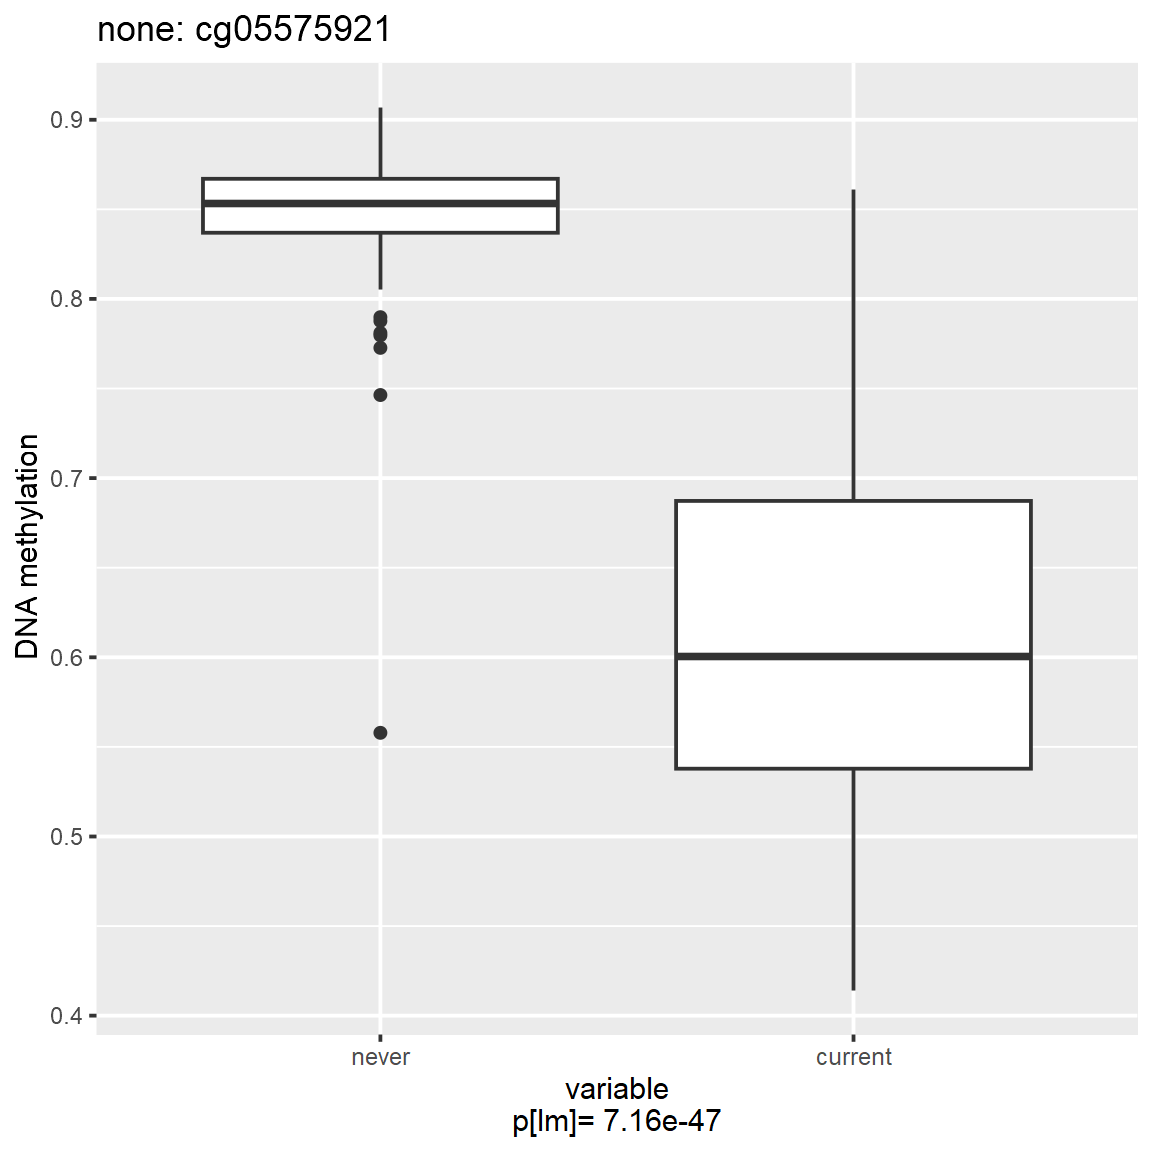 none: cg05575921
DNA methylation
0.9
0.8
0.7
0.6
0.5
0.4
never
current
variable
p[lm]= 7.16e-47